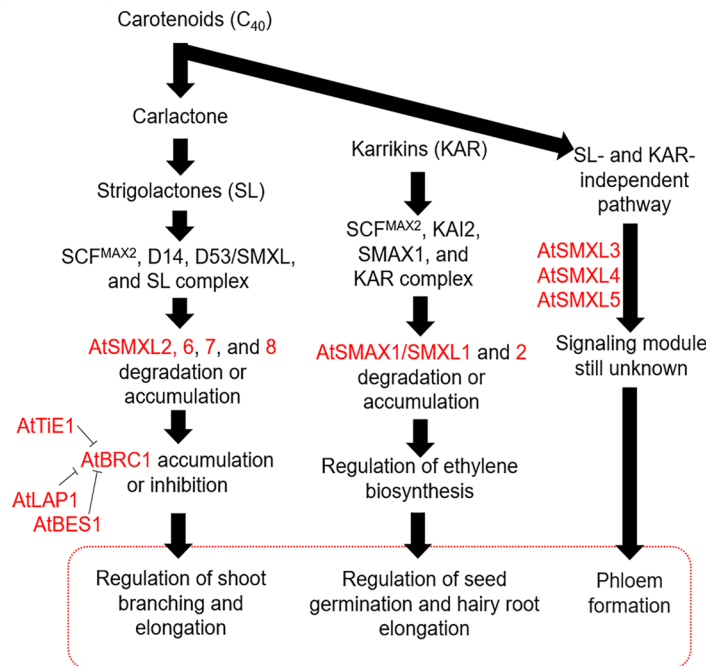 Carotenoids (C40)
Carlactone
Strigolactones (SL)
SCFMAX2, D14, D53/SMXL,
and SL complex
AtSMXL2, 6, 7, and 8
degradation or
accumulation
AtTiE1
AtBRC1 accumulation
or inhibition
AtLAP1
AtBES1
Regulation of shoot
branching and
elongation
Karrikins (KAR)
SCFMAX2, KAI2,
SMAX1, and
KAR complex
AtSMAX1/SMXL1 and 2
degradation or
accumulation
Regulation of ethylene
biosynthesis
Regulation of seed
germination and hairy root
elongation
SL- and KAR-
independent
pathway
AtSMXL3
AtSMXL4
AtSMXL5
Signaling module
still unknown
Phloem
formation